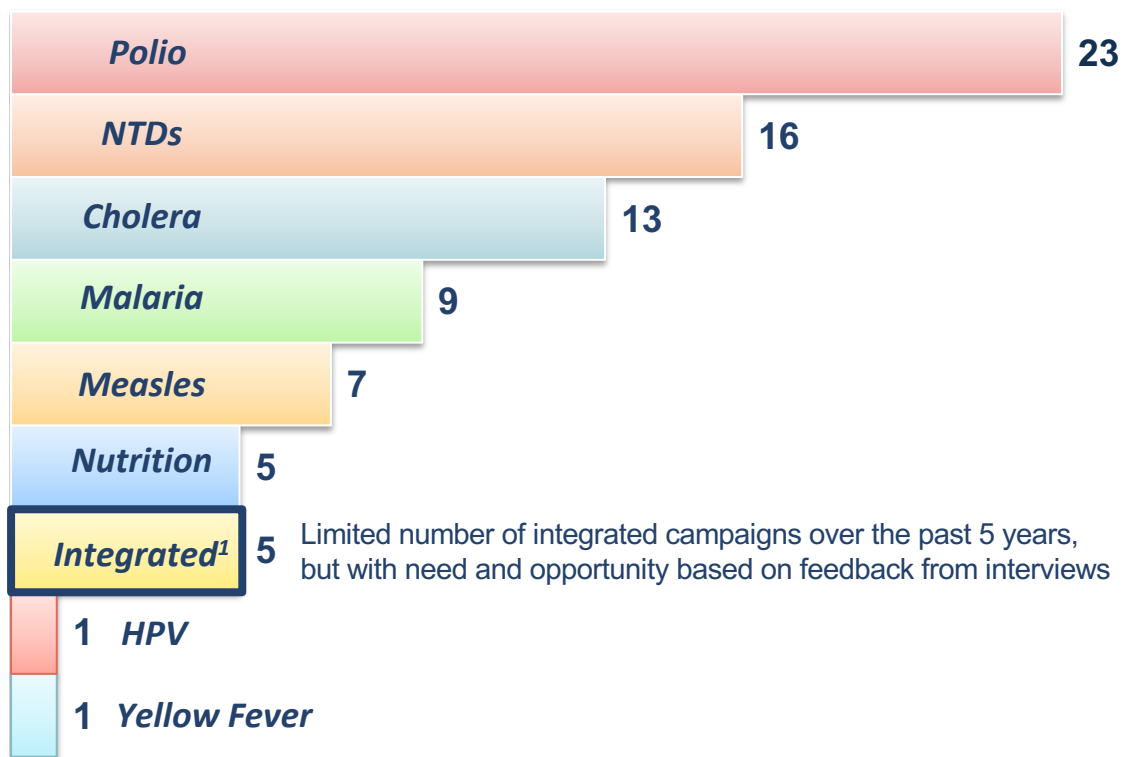 Polio 23
NTDs 16
Cholera 13
Malaria 9
Measles 7
Nutrition 5
Integrated¹ 5 Limited number of integrated campaigns over the past 5 years,
but with need and opportunity based on feedback from interviews
1 HPV
1 Yellow Fever